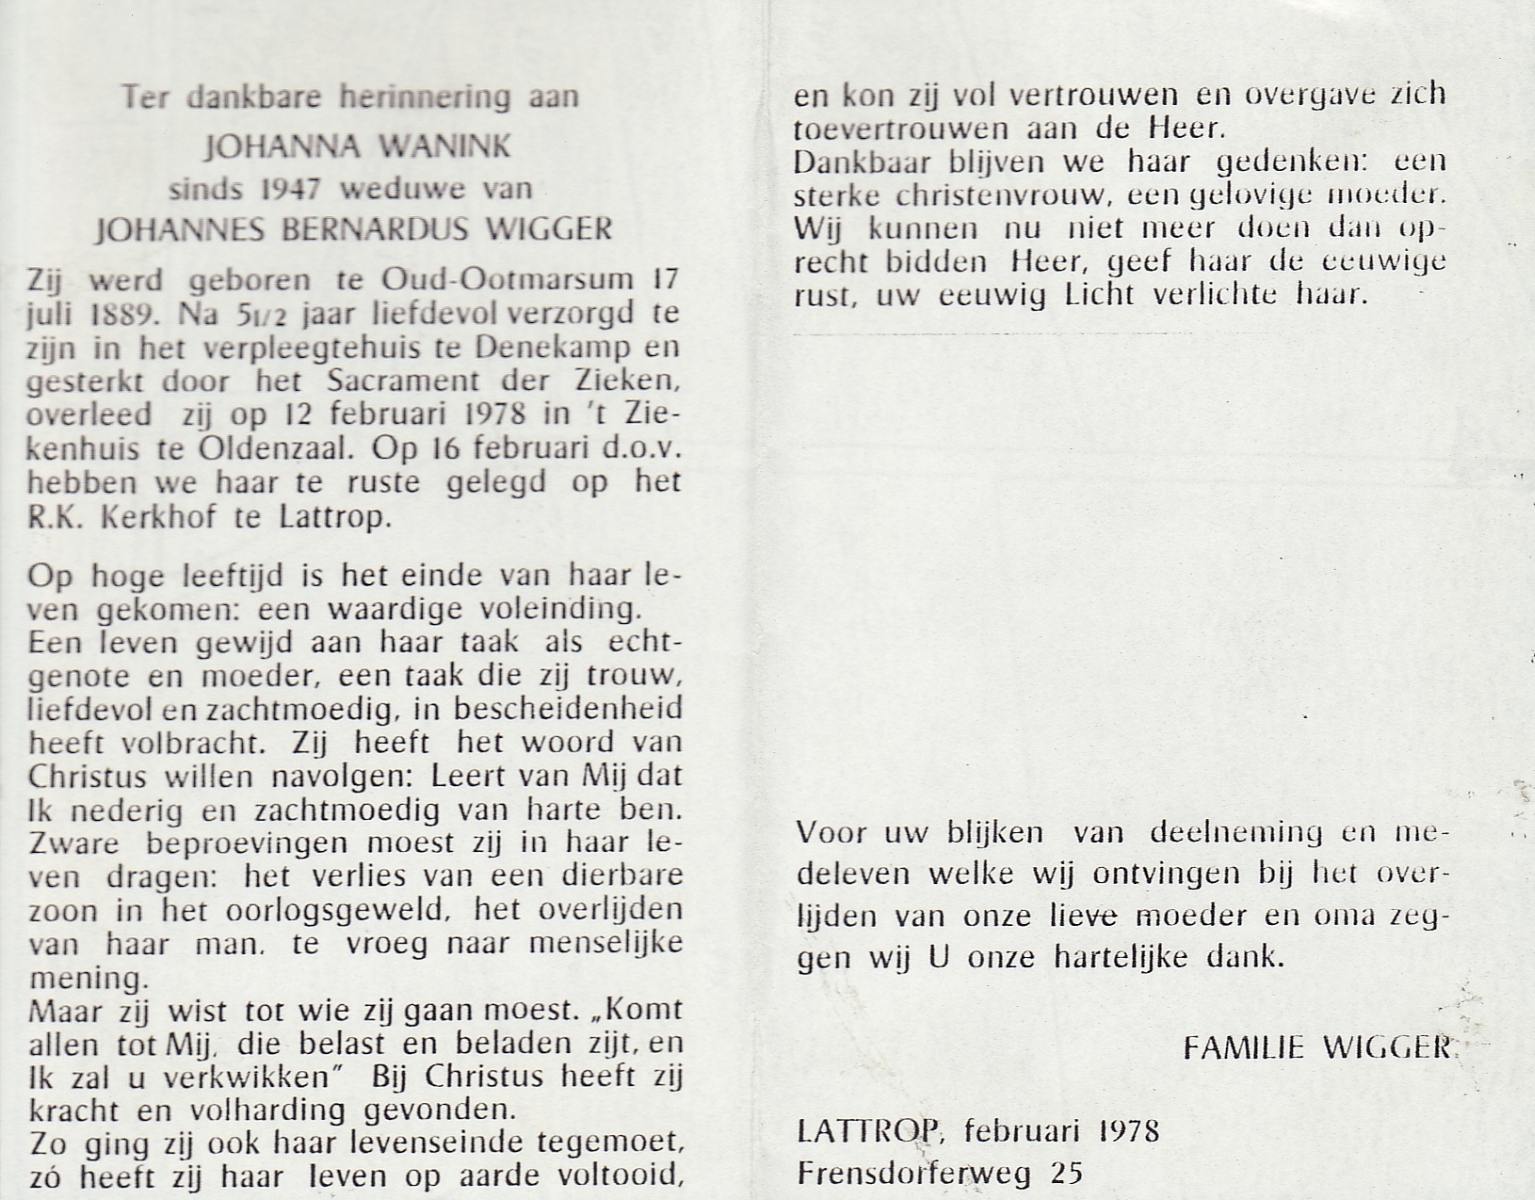 Ter dankbare herinnering aan
JOHANNA WANINK
sinds 1947 weduwe van
JOHANNES BERNARDUS WIGGER
Zij werd geboren te Oud-Ootmarsum 17
juli 1889. Na 51/2 jaar liefdevol verzorgd te
zijn in het verpleegtehuis te Denekamp en
gesterkt door het Sacrament der Zieken,
overleed zij op 12 februari 1978 in 't Zie-
kenhuis te Oldenzaal. Op 16 februari d.o.v.
hebben we haar te ruste gelegd op het
R.K. Kerkhof te Lattrop.
Op hoge leeftijd is het einde van haar le-
ven gekomen: een waardige voleinding.
Een leven gewijd aan haar taak als echt-
genote en moeder, een taak die zij trouw,
liefdevol en zachtmoedig, in bescheidenheid
heeft volbracht. Zij heeft het woord van
Christus willen navolgen: Leert van Mij dat
Ik nederig en zachtmoedig van harte ben.
Zware beproevingen moest zij in haar le-
ven dragen: het verlies van een dierbare
zoon in het oorlogsgeweld, het overlijden
van haar man. te vroeg naar menselijke
mening.
Maar zij wist tot wie zij gaan moest. „Komt
allen tot Mij, die belast en beladen zijt, en
Ik zal u verkwikken" Bij Christus heeft zij
kracht en volharding gevonden.
Zo ging zij ook haar levenseinde tegemoet,
zó heeft zij haar leven op aarde voltooid,
en kon zij vol vertrouwen en overgave zich
toevertrouwen aan de Heer.
Dankbaar blijven we haar gedenken: een
sterke christenvrouw, een gelovige moeder.
Wij kunnen nu niet meer doen dan op-
recht bidden Heer, geef haar de eeuwige
rust, uw eeuwig Licht verlichte haar.
Voor uw blijken van deelneming en me-
deleven welke wij ontvingen bij het over-
lijden van onze lieve moeder en oma zeg-
gen wij U onze hartelijke dank.
FAMILIE WIGGER
LATTROP, februari 1978
Frensdorferweg 25